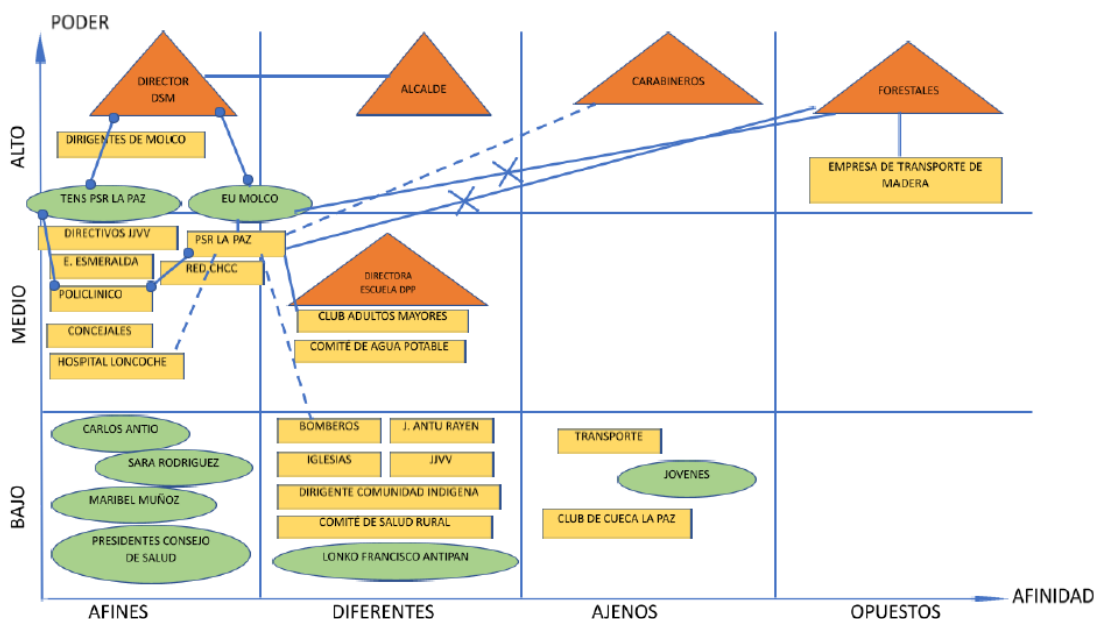 PODER
DIRECTOR
DSM
ALCALDE
CARABINEROS
FORESTALES
ALTO
DIRIGENTES DE MOLCO
EMPRESA DE TRANSPORTE DE
MADERA
TENS PSR LA PAZ
EU MOLCO
DIRECTIVOS JJVV
PSR LA PAZ
E. ESMERALDA
RED CHCC
DIRECTORA
ESCUELA DPP
MEDIO
POLICLINICO
CLUB ADULTOS MAYORES
CONCEJALES
COMITÉ DE AGUA POTABLE
HOSPITAL LONCOCHE
CARLOS ANTIO
BOMBEROS
J. ANTU RAYEN
TRANSPORTE
SARA RODRIGUEZ
IGLESIAS
JJVV
JOVENES
BAJO
MARIBEL MUÑOZ
DIRIGENTE COMUNIDAD INDIGENA
COMITÉ DE SALUD RURAL
CLUB DE CUECA LA PAZ
PRESIDENTES CONSEJO
DE SALUD
LONKO FRANCISCO ANTIPAN
AFINIDAD
AFINES
DIFERENTES
AJENOS
OPUESTOS